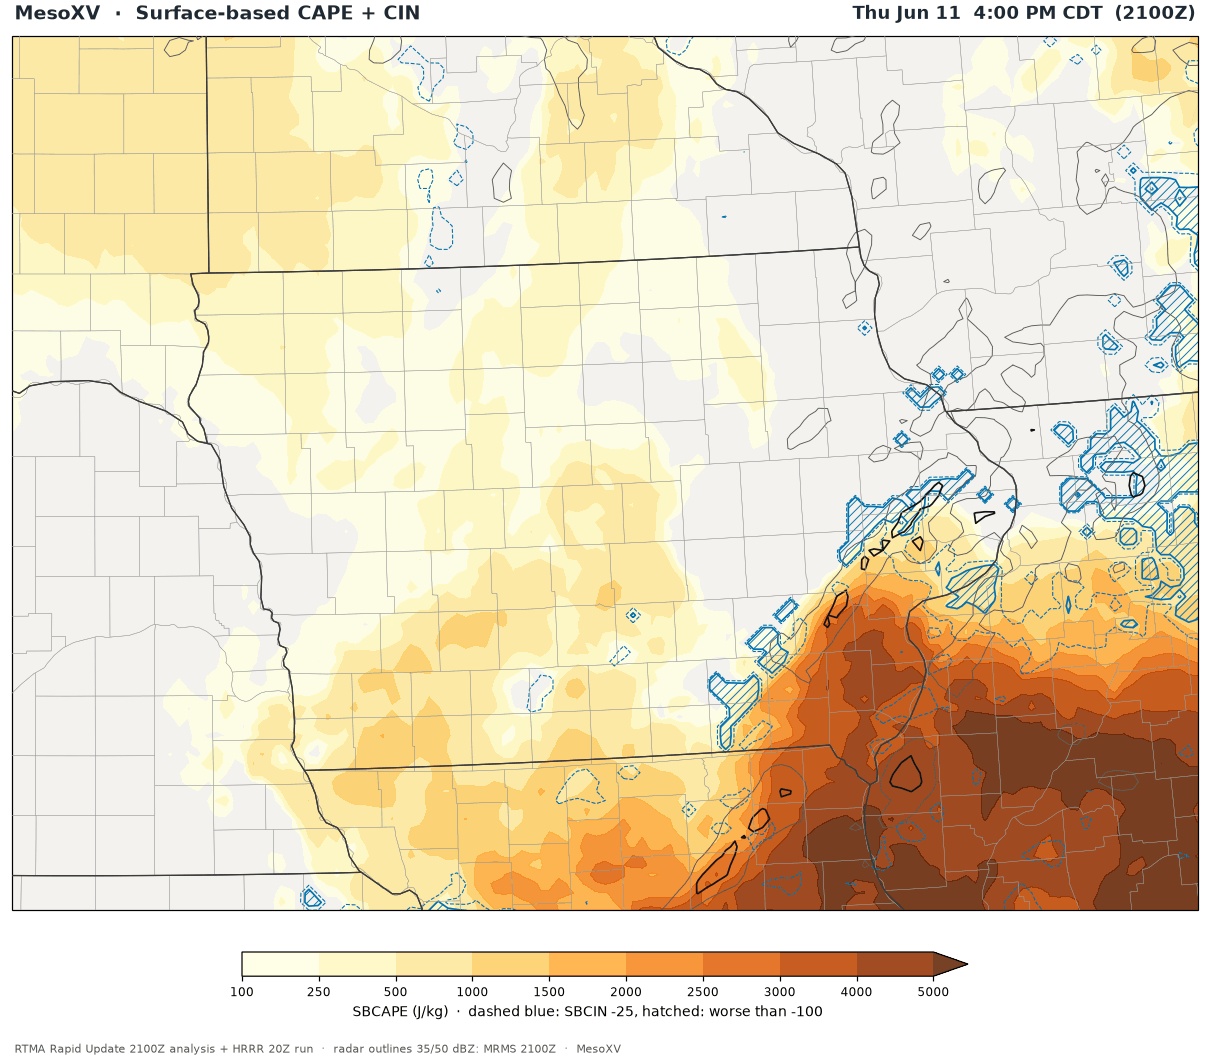 MesoXV · Surface-based CAPE + CIN
Thu Jun 11 4:00 PM CDT (2100Z)
100 250 500 1000 1500 2000 2500 3000 4000 5000
SBCAPE (J/kg) · dashed blue: SBCIN -25, hatched: worse than -100
RTMA Rapid Update 2100Z analysis + HRRR 20Z run · radar outlines 35/50 dBZ: MRMS 2100Z · MesoXV